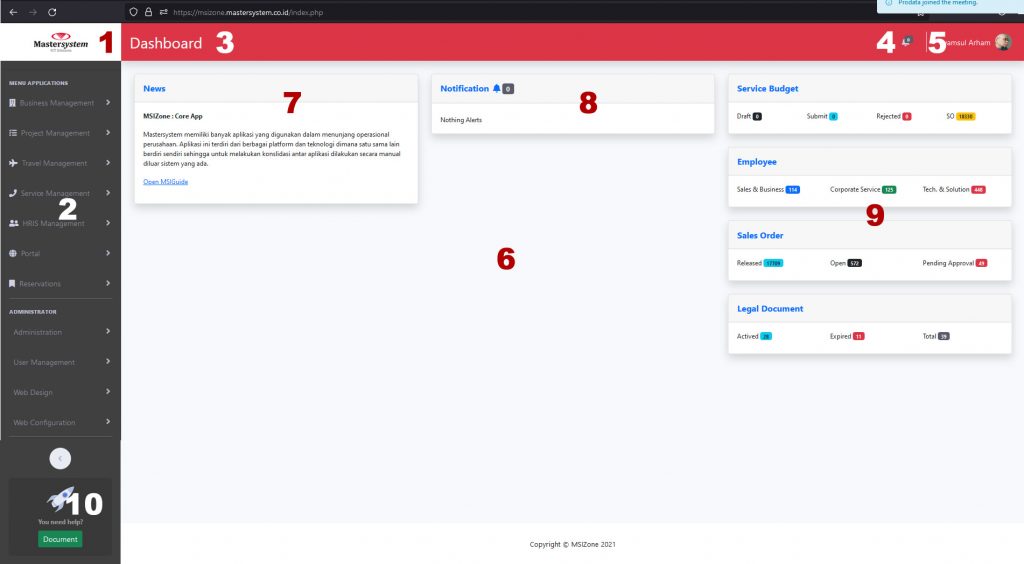 https://msizone.mastersystem.co.id/index.php
Prodata joined the meeting.
Mastersystem
1
Dashboard
3
4
0
5
amsul Arham
MENU APPLICATIONS
Business Management
Project Management
Travel Management
Service Management
2
HRIS Management
Portal
Reservations
ADMINISTRATOR
Administration
User Management
Web Design
Web Configuration
10
You need help?
Document
News
7
MSIZone : Core App
Mastersystem memiliki banyak aplikasi yang digunakan dalam menunjang operasional
perusahaan. Aplikasi ini terdiri dari berbagai platform dan teknologi dimana satu sama lain
berdiri sendiri sehingga untuk melakukan konslidasi antar aplikasi dilakukan secara manual
diluar sistem yang ada.
Open MSIGuide
Notification 0
8
Nothing Alerts
6
Service Budget
Draft 0 Submit 0 Rejected 0 SO 18330
Employee
Sales & Business 114 Corporate Service 125 Tech. & Solution 448
9
Sales Order
Released 17709 Open 572 Pending Approval 49
Legal Document
Actived 28 Expired 11 Total 39
Copyright © MSIZone 2021